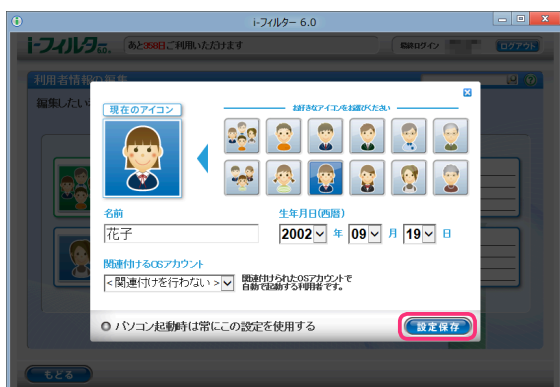 i-フィルター 6.0
i-フィルター6.0 あと358日ご利用いただけます
ログアウト
利用者情報の編集
編集したい
現在のアイコン
お好きなアイコンをお選びください
名前
生年月日(西暦)
花子
2002 年 09 月 19 日
関連付けるOSアカウント
<関連付けを行わない>
関連付けられたOSアカウントで
自動で起動する利用者です。
パソコン起動時は常にこの設定を使用する
設定保存
もどる